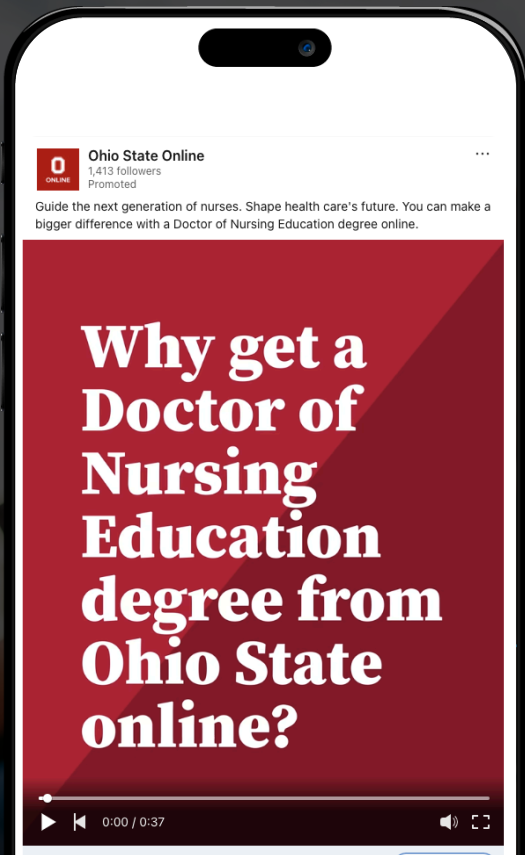 Ohio State Online
1,413 followers
Promoted
Guide the next generation of nurses. Shape health care's future. You can make a
bigger difference with a Doctor of Nursing Education degree online.
O
ONLINE
Why get a
Doctor of
Nursing
Education
degree from
Ohio State
online?
0:00 / 0:37